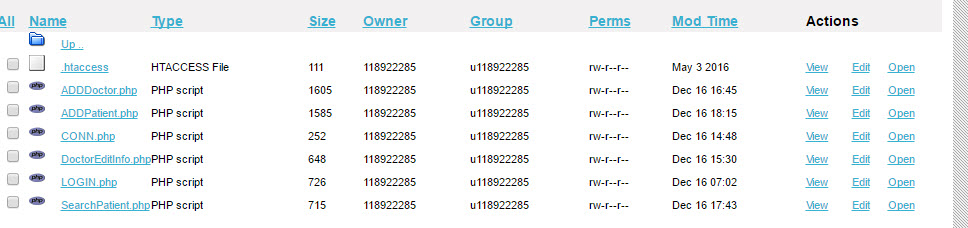 All Name Type Size Owner Group Perms Mod Time Actions
Up ..
.htaccess HTACCESS File 111 118922285 u118922285 rw-r--r-- May 3 2016 View Edit Open
php ADDDoctor.php PHP script 1605 118922285 u118922285 rw-r--r-- Dec 16 16:45 View Edit Open
php ADDPatient.php PHP script 1585 118922285 u118922285 rw-r--r-- Dec 16 18:15 View Edit Open
php CONN.php PHP script 252 118922285 u118922285 rw-r--r-- Dec 16 14:48 View Edit Open
php DoctorEditInfo.php PHP script 648 118922285 u118922285 rw-r--r-- Dec 16 15:30 View Edit Open
php LOGIN.php PHP script 726 118922285 u118922285 rw-r--r-- Dec 16 07:02 View Edit Open
php SearchPatient.php PHP script 715 118922285 u118922285 rw-r--r-- Dec 16 17:43 View Edit Open